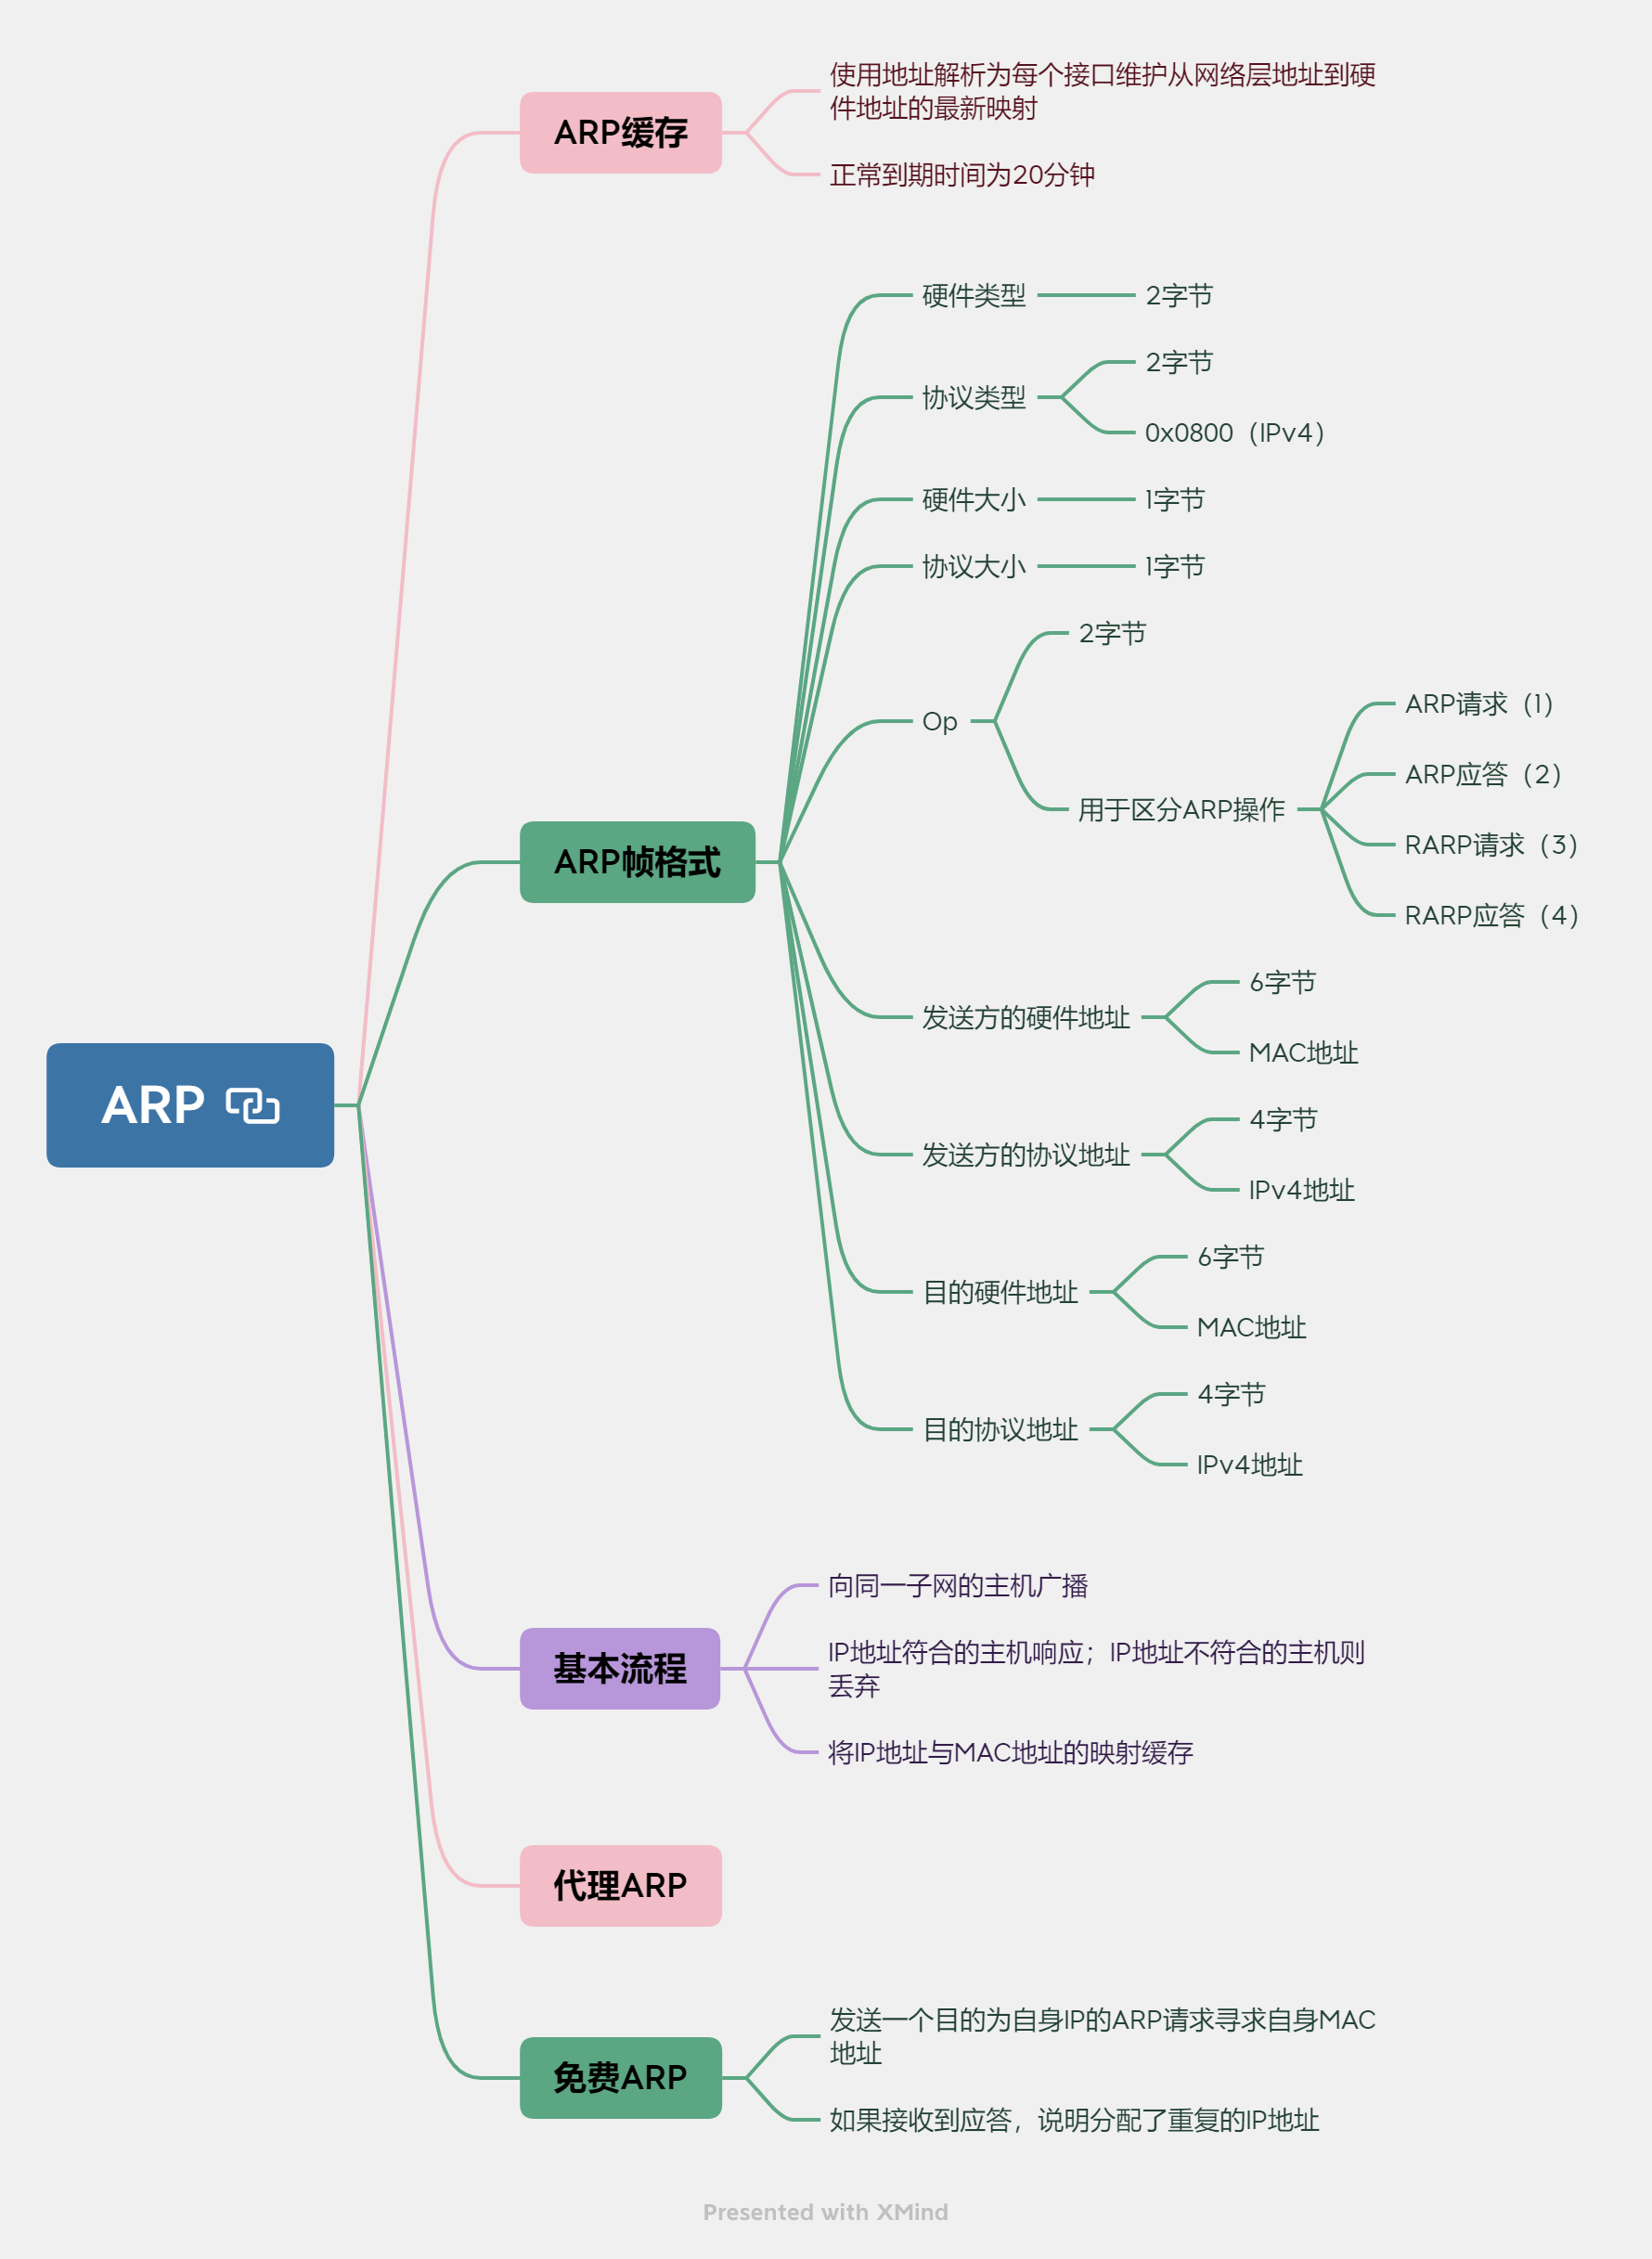 ARP
ARP缓存
使用地址解析为每个接口维护从网络层地址到硬
件地址的最新映射
正常到期时间为20分钟
ARP帧格式
硬件类型
2字节
协议类型
2字节
0x0800（IPv4）
硬件大小
1字节
协议大小
1字节
Op
2字节
用于区分ARP操作
ARP请求（1）
ARP应答（2）
RARP请求（3）
RARP应答（4）
发送方的硬件地址
6字节
MAC地址
发送方的协议地址
4字节
IPv4地址
目的硬件地址
6字节
MAC地址
目的协议地址
4字节
IPv4地址
基本流程
向同一子网的主机广播
IP地址符合的主机响应；IP地址不符合的主机则
丢弃
将IP地址与MAC地址的映射缓存
代理ARP
免费ARP
发送一个目的为自身IP的ARP请求寻求自身MAC
地址
如果接收到应答，说明分配了重复的IP地址
Presented with XMind